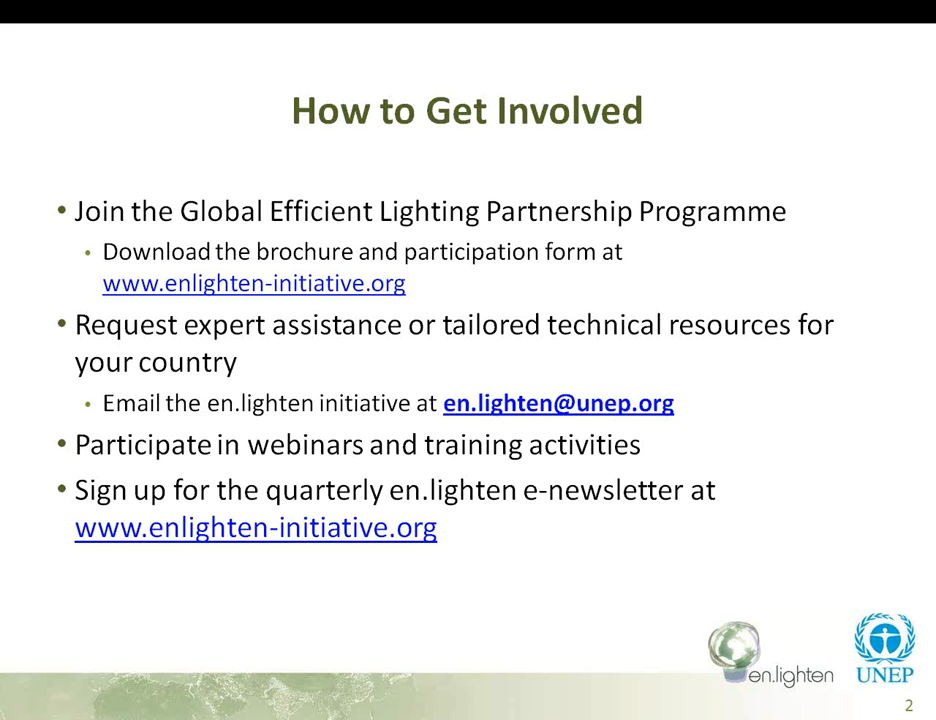 How to Get Involved
• Join the Global Efficient Lighting Partnership Programme
• Download the brochure and participation form at
www.enlighten-initiative.org
• Request expert assistance or tailored technical resources for
your country
• Email the en.lighten initiative at en.lighten@unep.org
• Participate in webinars and training activities
• Sign up for the quarterly en.lighten e-newsletter at
www.enlighten-initiative.org
en.lighten
UNEP
2